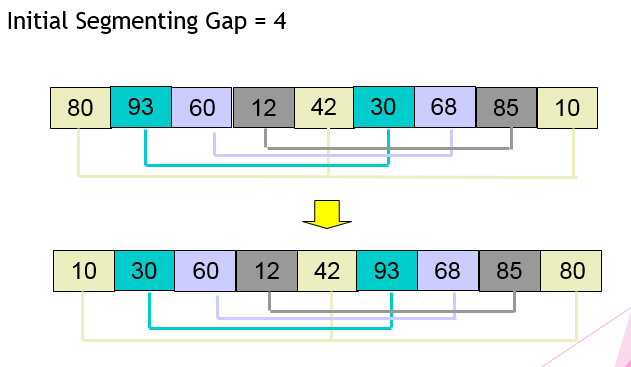 Initial Segmenting Gap = 4
80 93 60 12 42 30 68 85 10
10 30 60 12 42 93 68 85 80